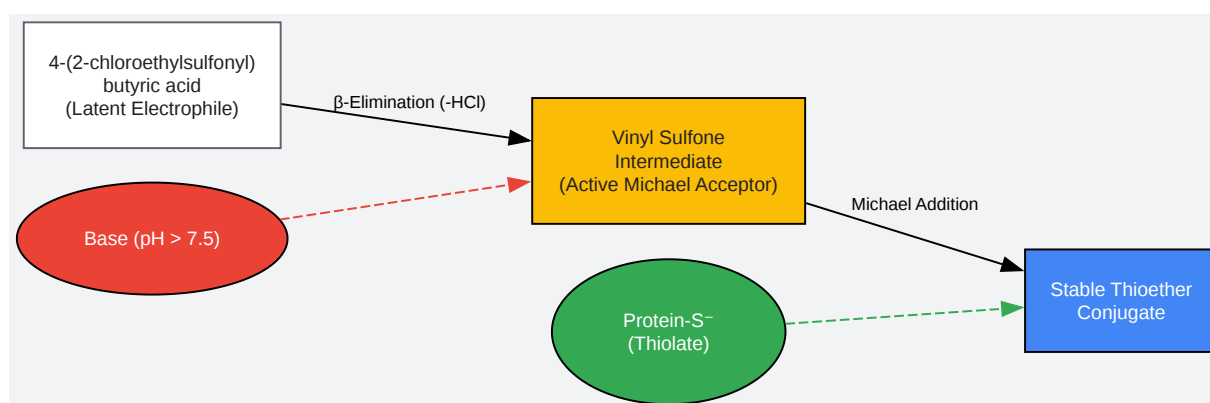 4-(2-chloroethylsulfonyl)
butyric acid
(Latent Electrophile)
β-Elimination (-HCl)
Vinyl Sulfone
Intermediate
(Active Michael Acceptor)
Base (pH > 7.5)
Michael Addition
Protein-S⁻
(Thiolate)
Stable Thioether
Conjugate